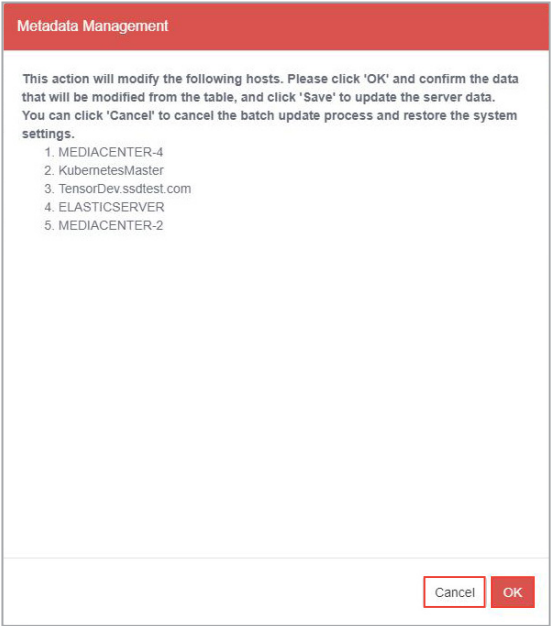 Metadata Management
This action will modify the following hosts. Please click 'OK' and confirm the data
that will be modified from the table, and click 'Save' to update the server data.
You can click 'Cancel' to cancel the batch update process and restore the system
settings.
1. MEDIACENTER-4
2. KubernetesMaster
3. TensorDev.ssdtest.com
4. ELASTICSERVER
5. MEDIACENTER-2
Cancel OK